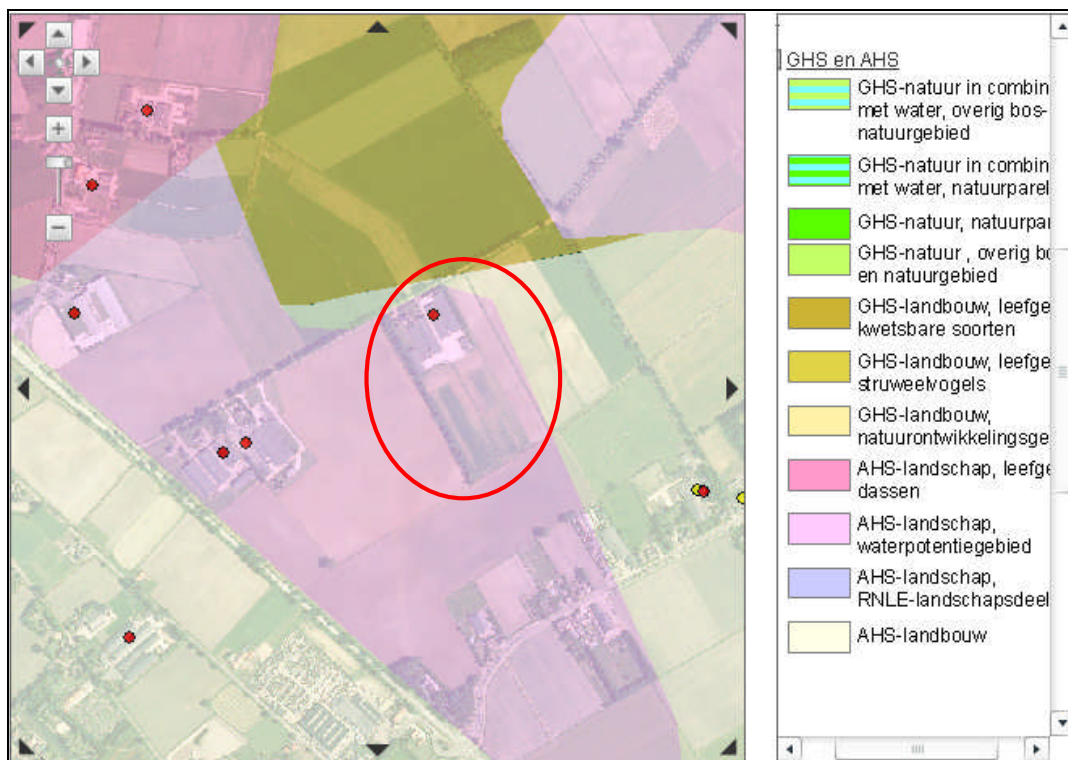 GHS en AHS
GHS-natuur in combin
met water, overig bos-
natuurgebied
GHS-natuur in combin
met water, natuurparel
GHS-natuur, natuurpa
GHS-natuur , overig b
en natuurgebied
GHS-landbouw, leefge
kwetsbare soorten
GHS-landbouw, leefge
struweelvogels
GHS-landbouw,
natuurontwikkelingsge
AHS-landschap, leefge
dassen
AHS-landschap,
waterpotentiegebied
AHS-landschap,
RNLE-landschapsdeel
AHS-landbouw